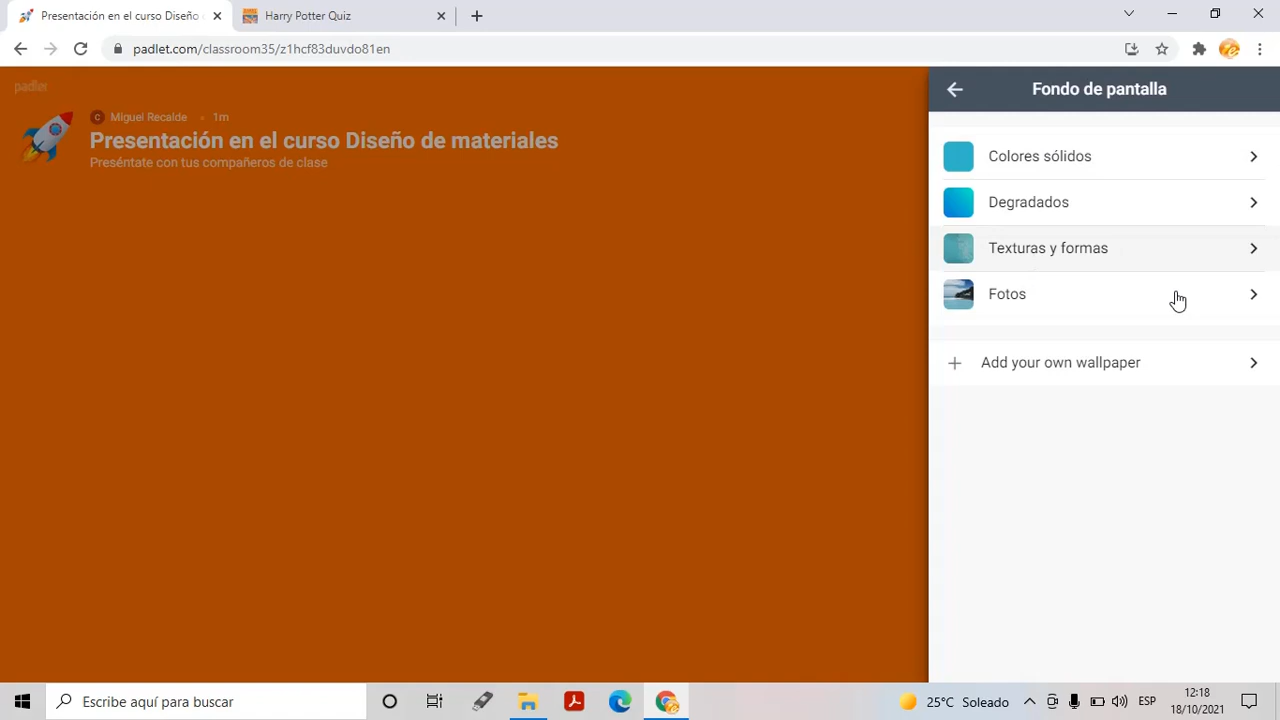 Presentación en el curso Diseño d
Harry Potter Quiz
padlet.com/classroom35/z1hcf83duvdo81en
padlet
Miguel Recalde • 1m
Presentación en el curso Diseño de materiales
Preséntate con tus compañeros de clase
Fondo de pantalla
Colores sólidos
Degradados
Texturas y formas
Fotos
Add your own wallpaper
Escribe aquí para buscar
25°C Soleado
ESP
12:18
18/10/2021